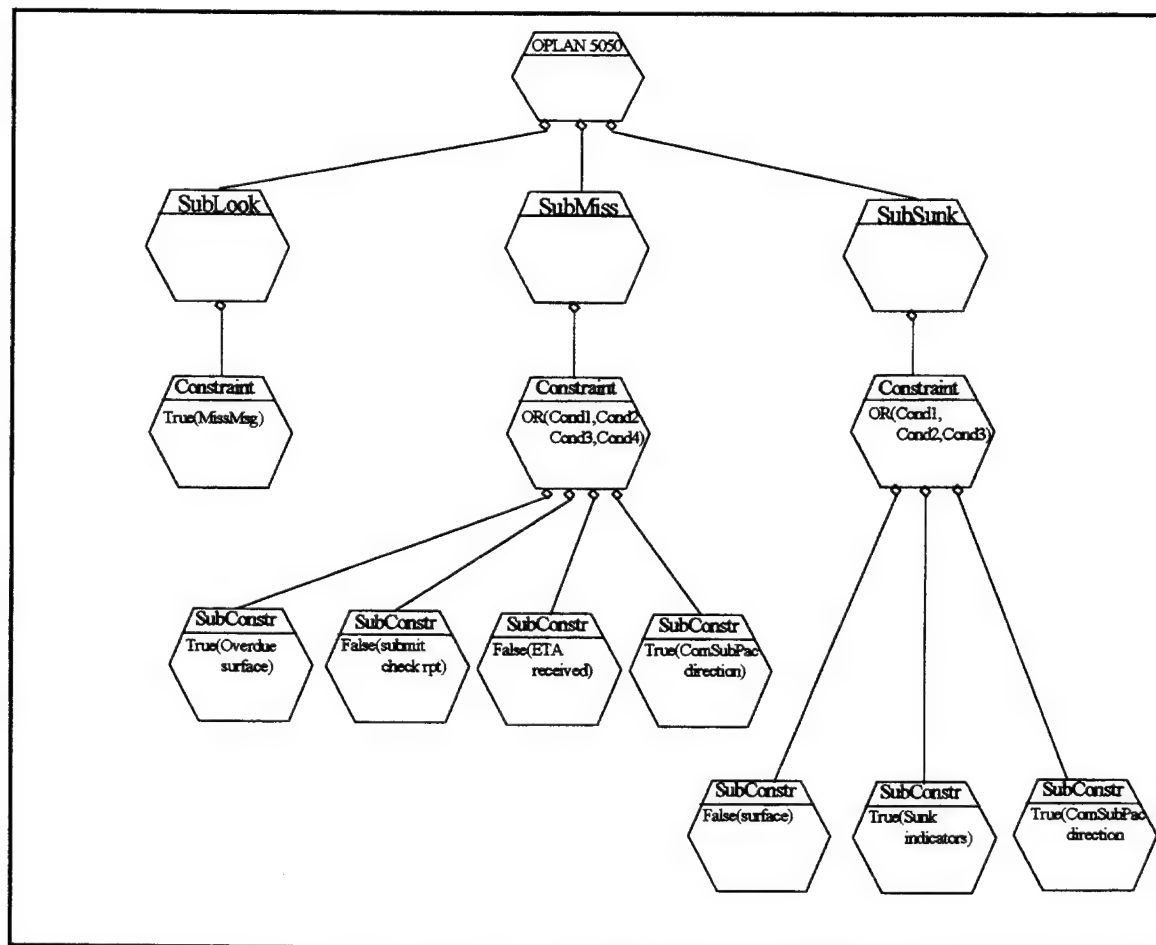 OPLAN 5050
SubLook
SubMiss
SubSunk
Constraint
True(MissMsg)
Constraint
OR(Cond1,Cond2
Cond3,Cond4)
Constraint
OR(Cond1,
Cond2,Cond3)
SubConstr
True(Overdue
surface)
SubConstr
False(submit
check rpt)
SubConstr
False(ETA
received)
SubConstr
True(ComSubPac
direction)
SubConstr
False(surface)
SubConstr
True(Sunk
indicators)
SubConstr
True(ComSubPac
direction